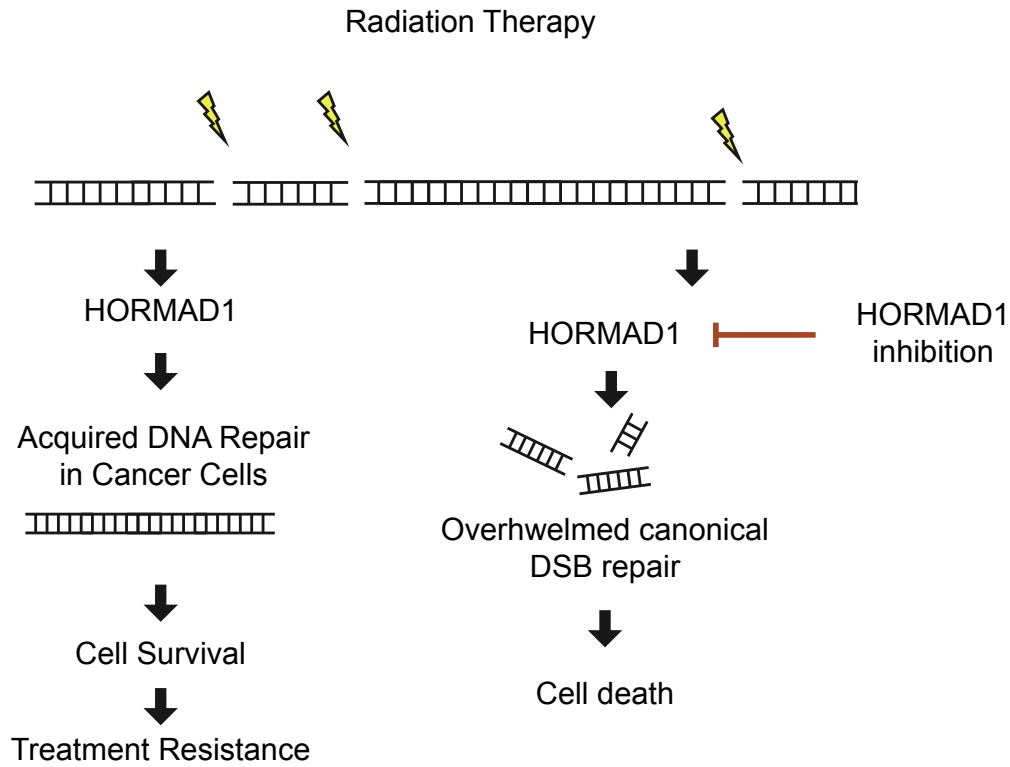 Radiation Therapy
HORMAD1
Acquired DNA Repair
in Cancer Cells
Cell Survival
Treatment Resistance
HORMAD1
HORMAD1
inhibition
Overhwelmed canonical
DSB repair
Cell death